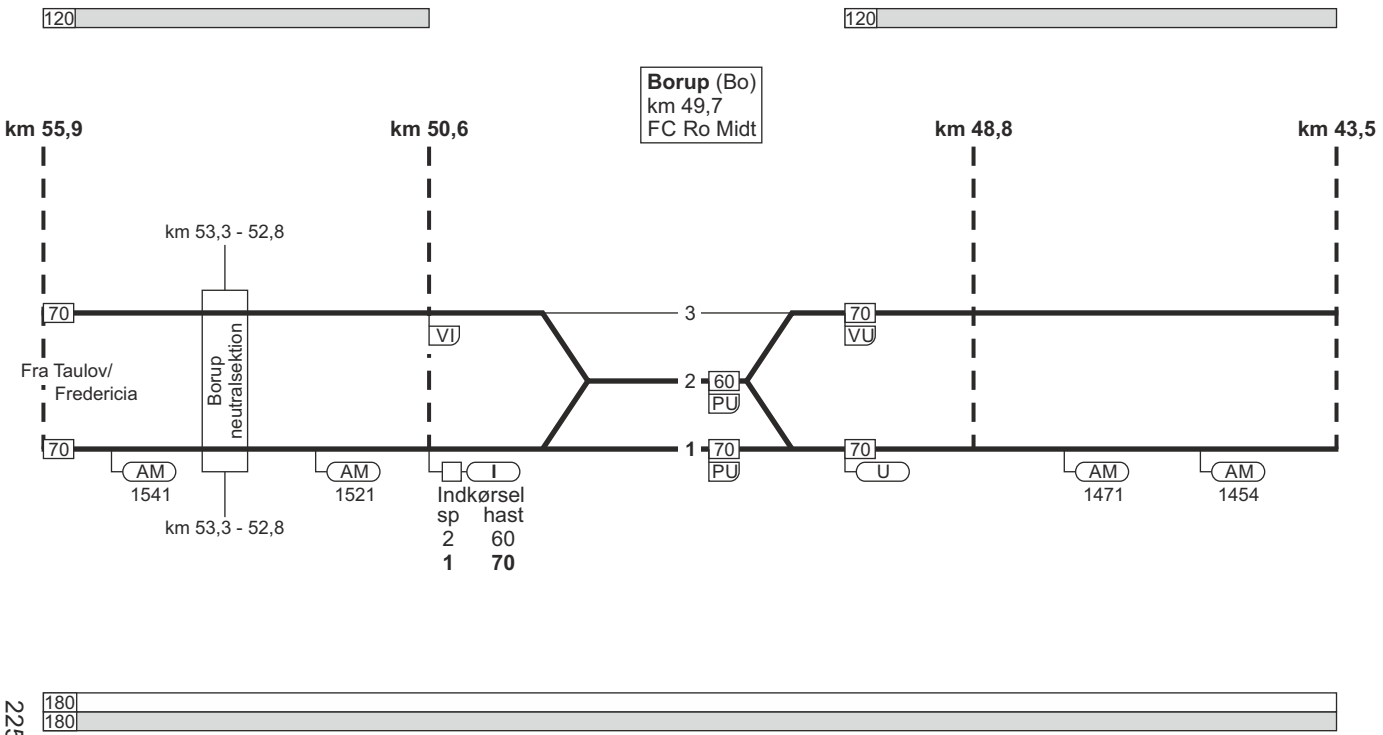 120
120
Borup (Bo)
km 49,7
FC Ro Midt
km 55,9
km 50,6
km 48,8
km 43,5
km 53,3 - 52,8
70
3
70
VI
VU
Fra Taulov/
Fredericia
Borup
neutralsektion
2
60
PU
70
1
70
70
AM
1541
AM
1521
I
PU
U
AM
1471
AM
1454
Indkørsel
sp hast
2 60
1 70
km 53,3 - 52,8
180
180
225